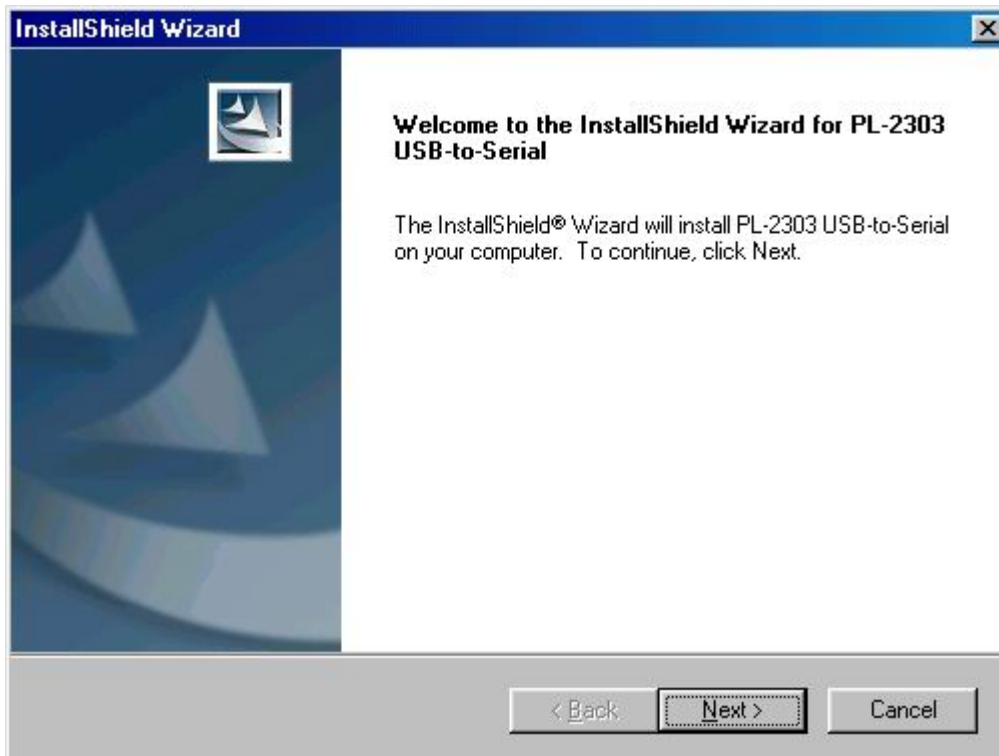 InstallShield Wizard
Welcome to the InstallShield Wizard for PL-2303
USB-to-Serial
The InstallShield® Wizard will install PL-2303 USB-to-Serial
on your computer.  To continue, click Next.
< Back
Next >
Cancel